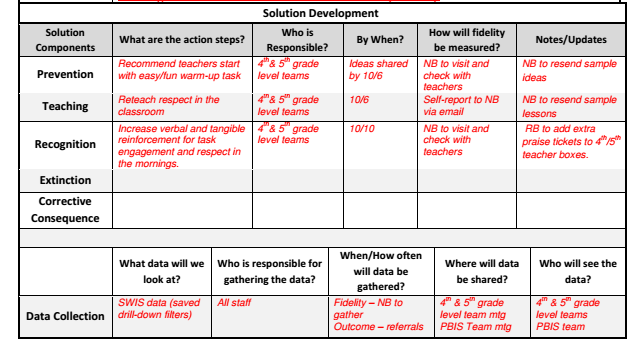 Solution Development
Solution Components What are the action steps? Who is Responsible? By When? How will fidelity be measured? Notes/Updates
Prevention
Recommend teachers start
with easy/fun warm-up task
4th & 5th grade
level teams
Ideas shared
by 10/6
NB to visit and
check with
teachers
NB to resend sample
ideas
Teaching
Reteach respect in the
classroom
4th & 5th grade
level teams
10/6
Self-report to NB
via email
NB to resend sample
lessons
Recognition
Increase verbal and tangible
reinforcement for task
engagement and respect in
the mornings.
4th & 5th grade
level teams
10/10
NB to visit and
check with
teachers
RB to add extra
praise tickets to 4th/5th
teacher boxes.
Extinction
Corrective
Consequence
What data will we
look at?
Who is responsible for
gathering the data?
When/How often
will data be
gathered?
Where will data
be shared?
Who will see the
data?
Data Collection
SWIS data (saved
drill-down filters)
All staff
Fidelity – NB to
gather
Outcome – referrals
4th & 5th grade
level team mtg
PBIS Team mtg
4th & 5th grade
level teams
PBIS team